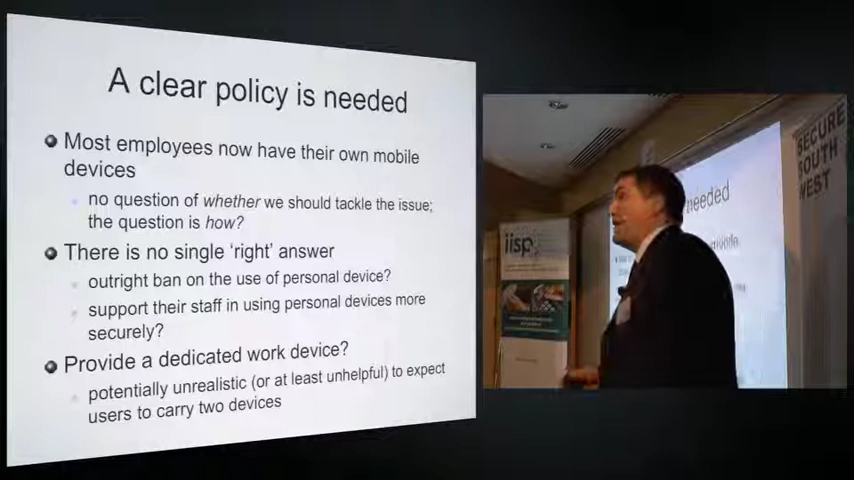 A clear policy is needed
Most employees now have their own mobile
devices
no question of whether we should tackle the issue;
the question is how?
There is no single ‘right’ answer
outright ban on the use of personal device?
support their staff in using personal devices more
securely?
Provide a dedicated work device?
potentially unrealistic (or at least unhelpful) to expect
users to carry two devices
iisp
needed
SECURE
SOUTH
WEST